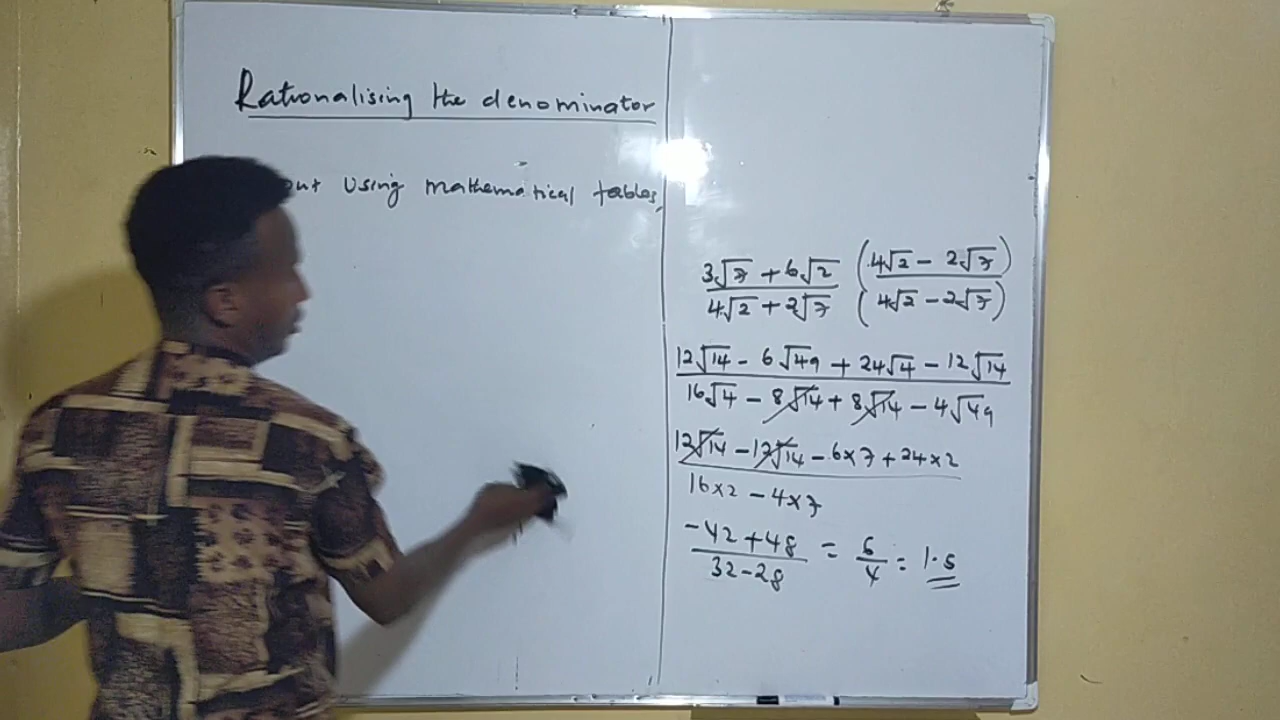 Rationalising the denominator
out using mathematical tables,
3√7 + 6√2 / 4√2 + 2√7 (4√2 - 2√7 / 4√2 - 2√7)
12√14 - 6√49 + 24√4 - 12√14
16√4 - 8√14 + 8√14 - 4√49
12√14 - 12√14 - 6×7 + 24×2
16×2 - 4×7
-42 + 48 / 32 - 28 = 6/4 = 1.5